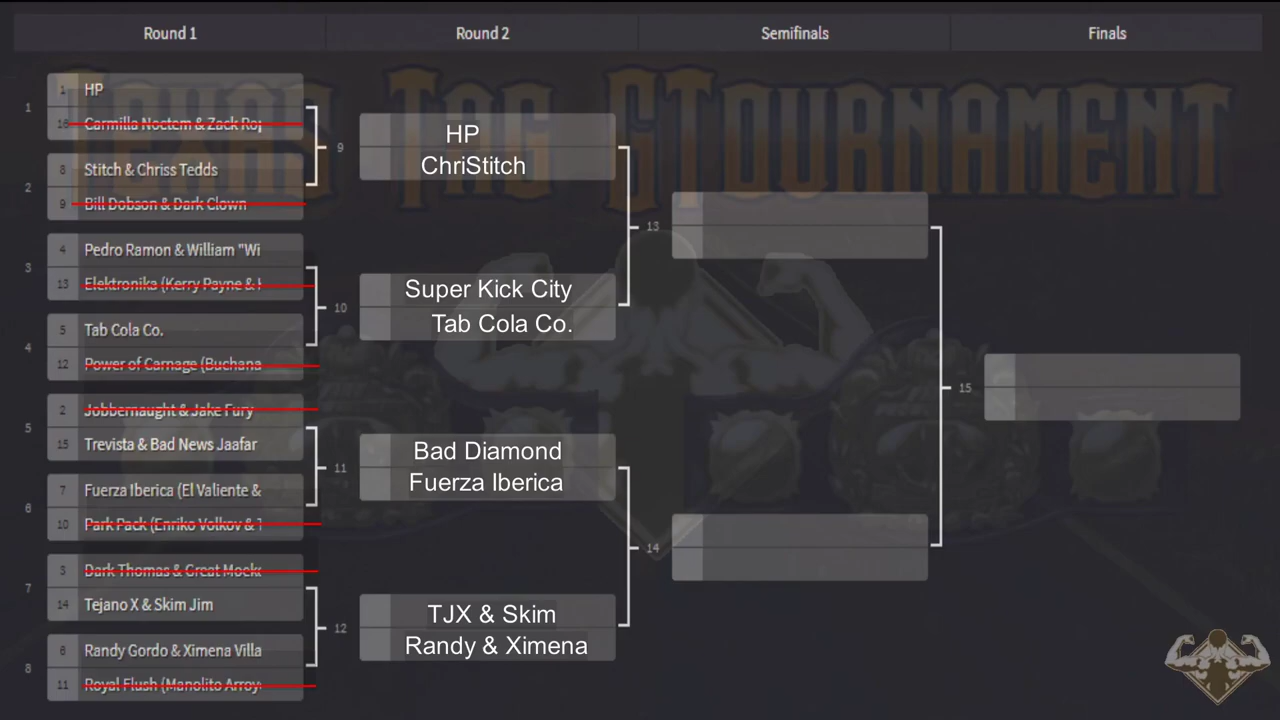 Round 1
Round 2
Semifinals
Finals
TEXAS TAG GTOURNAMENT
1
1 HP
16 Carmilla Noctem & Zack
2
8 Stitch & Chriss Tedds
9 Bill Dobson & Dark Clown
3
4 Pedro Ramon & William "Wi
13 Elektronika (Kerry Payne &
4
5 Tab Cola Co.
12 Power of Carnage (Buchana
5
2 Jobbernaught & Jake Fury
15 Trevista & Bad News Jaafar
6
7 Fuerza Iberica (El Valiente &
10 Park Pack (Enriko Volkov &
7
3 Dark Thomas & Great
14 Tejano X & Skim Jim
8
6 Randy Gordo & Ximena Villa
11 Royal Flush (Manolito
9
HP
ChriStitch
10
Super Kick City
Tab Cola Co.
11
Bad Diamond
Fuerza Iberica
12
TJX & Skim
Randy & Ximena
13
14
15